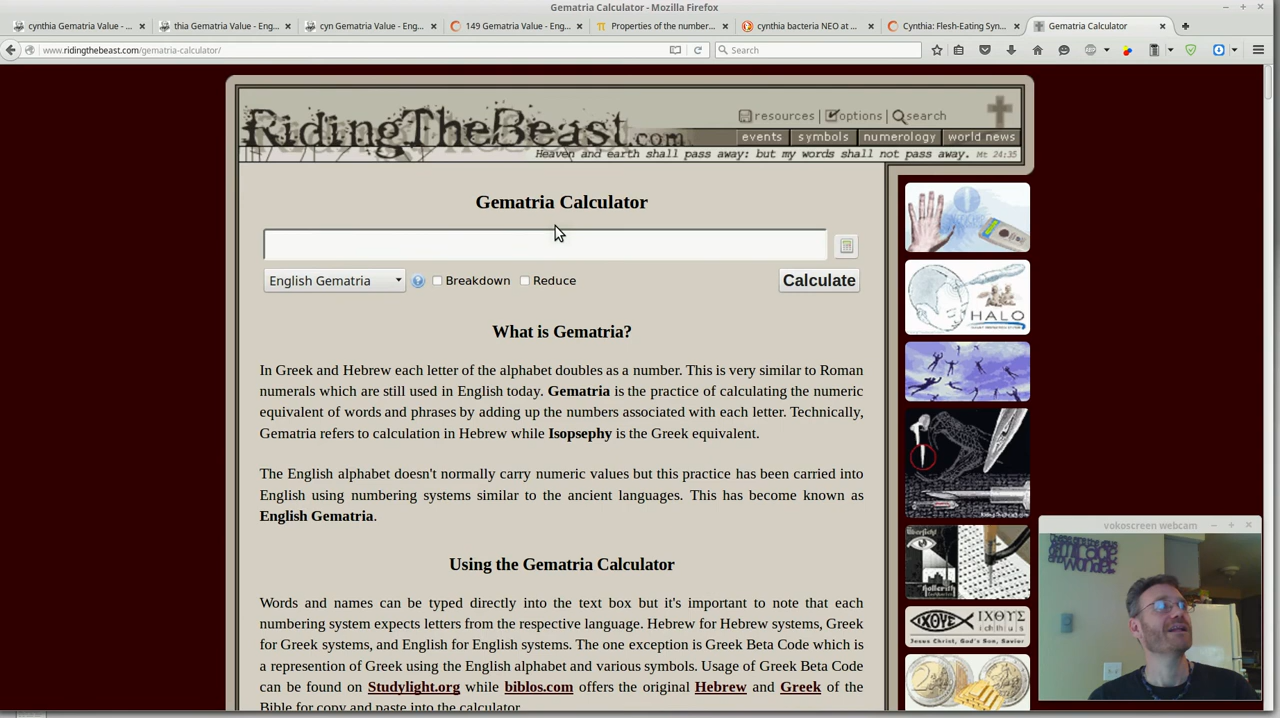 Gematria Calculator - Mozilla Firefox
cynthia Gematria Value - ...
thia Gematria Value - Eng...
cyn Gematria Value - Eng...
149 Gematria Value - Eng...
Properties of the number...
cynthia bacteria NEO at ...
Cynthia: Flesh-Eating Syn...
Gematria Calculator
www.ridingthebeast.com/gematria-calculator/
Search
RidingTheBeast.com
resources | options | search
events | symbols | numerology | world news
Heaven and earth shall pass away: but my words shall not pass away. Mt 24:35
Gematria Calculator
English Gematria
Breakdown
Reduce
Calculate
What is Gematria?
In Greek and Hebrew each letter of the alphabet doubles as a number. This is very similar to Roman
numerals which are still used in English today. Gematria is the practice of calculating the numeric
equivalent of words and phrases by adding up the numbers associated with each letter. Technically,
Gematria refers to calculation in Hebrew while Isopsephy is the Greek equivalent.
The English alphabet doesn't normally carry numeric values but this practice has been carried into
English using numbering systems similar to the ancient languages. This has become known as
English Gematria.
Using the Gematria Calculator
Words and names can be typed directly into the text box but it's important to note that each
numbering system expects letters from the respective language. Hebrew for Hebrew systems, Greek
for Greek systems, and English for English systems. The one exception is Greek Beta Code which is
a represention of Greek using the English alphabet and various symbols. Usage of Greek Beta Code
can be found on Studylight.org while biblos.com offers the original Hebrew and Greek of the
Bible for copy and paste into the calculator.
HALO
ΙΧΘΥΣ
Jesus Christ, God's Son, Savior
vokoscreen webcam